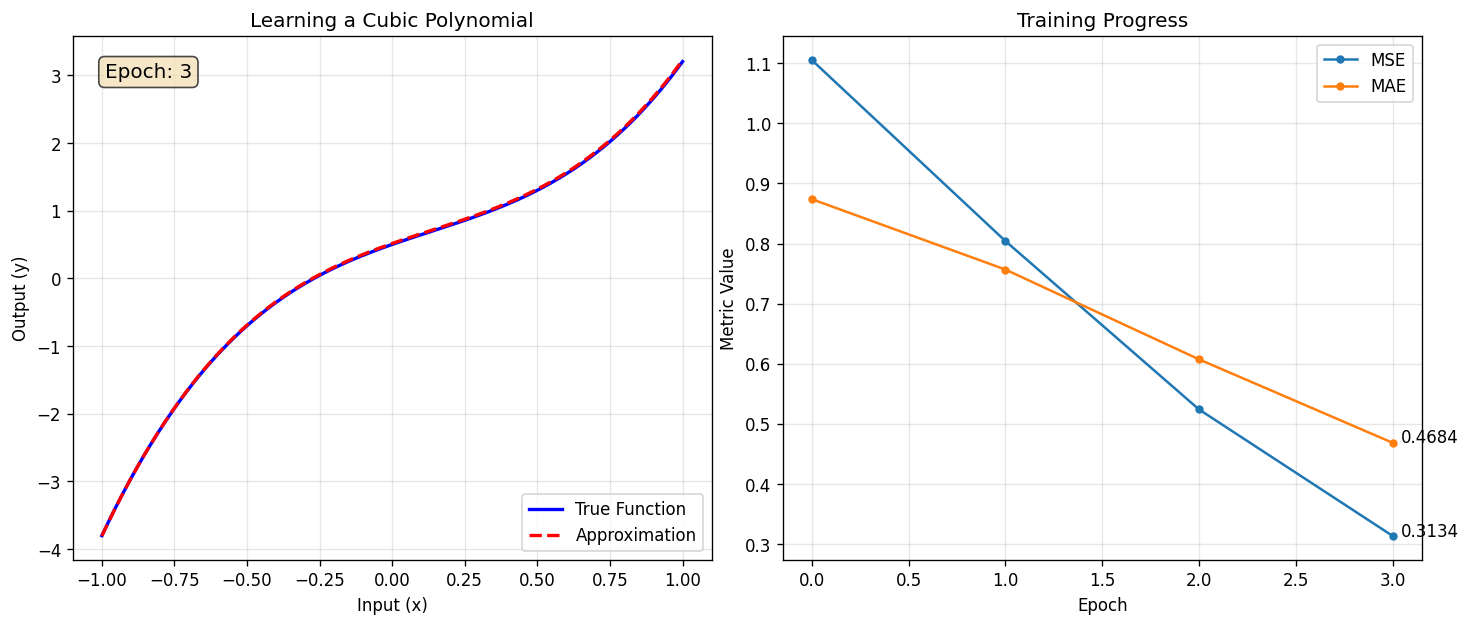 Learning a Cubic Polynomial
Epoch: 3
3
2
1
0
−1
−2
−3
−4
Output (y)
−1.00 −0.75 −0.50 −0.25 0.00 0.25 0.50 0.75 1.00
Input (x)
True Function
Approximation
Training Progress
MSE
MAE
1.1
1.0
0.9
0.8
0.7
0.6
0.5
0.4
0.3
Metric Value
0.4684
0.3134
0.0 0.5 1.0 1.5 2.0 2.5 3.0
Epoch